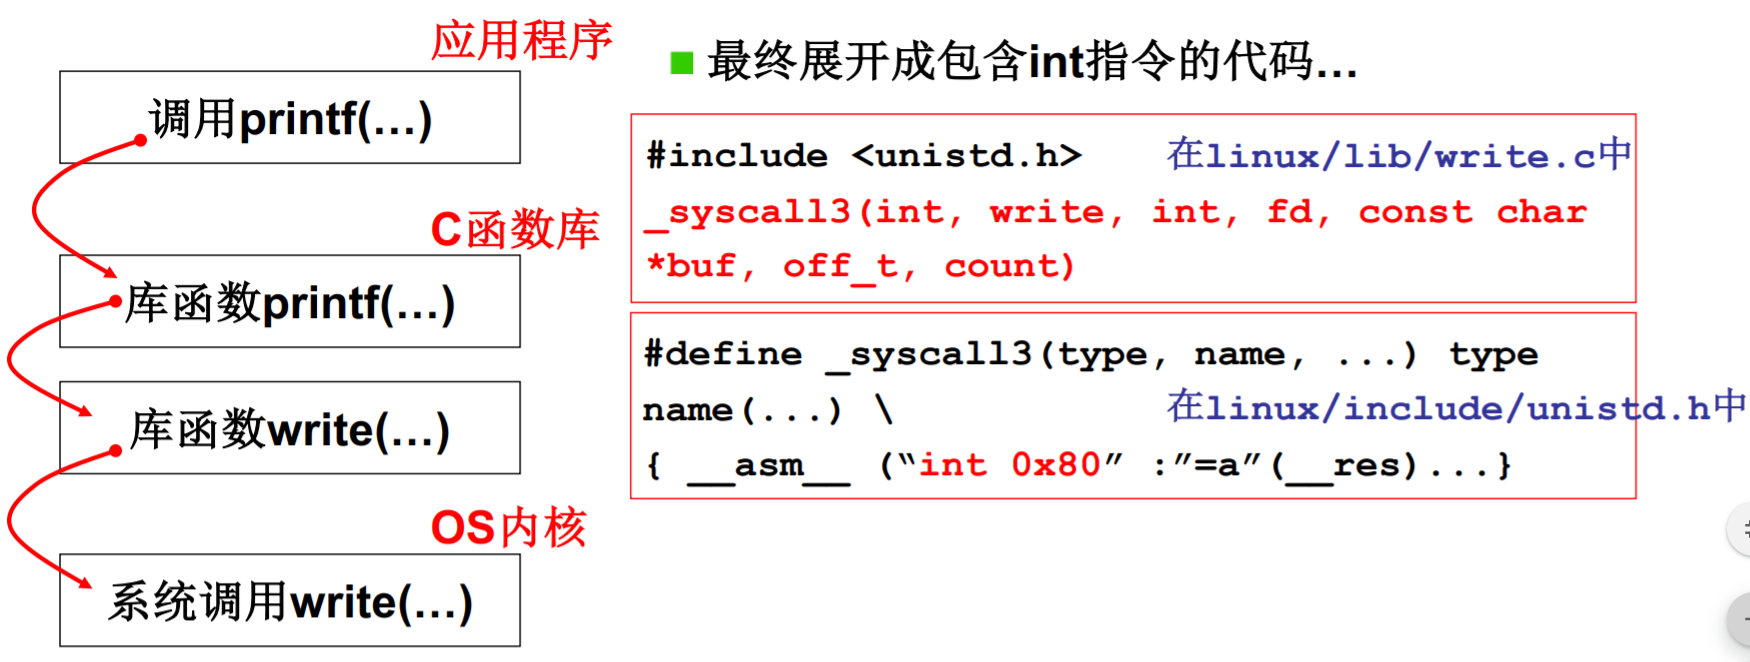 应用程序
调用printf(…)
C函数库
库函数printf(…)
库函数write(…)
OS内核
系统调用write(…)
最终展开成包含int指令的代码…
#include <unistd.h> 在linux/lib/write.c中
_syscall3(int, write, int, fd, const char
*buf, off_t, count)
#define _syscall3(type, name, ...) type
name(...) \ 在linux/include/unistd.h中
{ __asm__ (“int 0x80” :”=a”(__res)...}